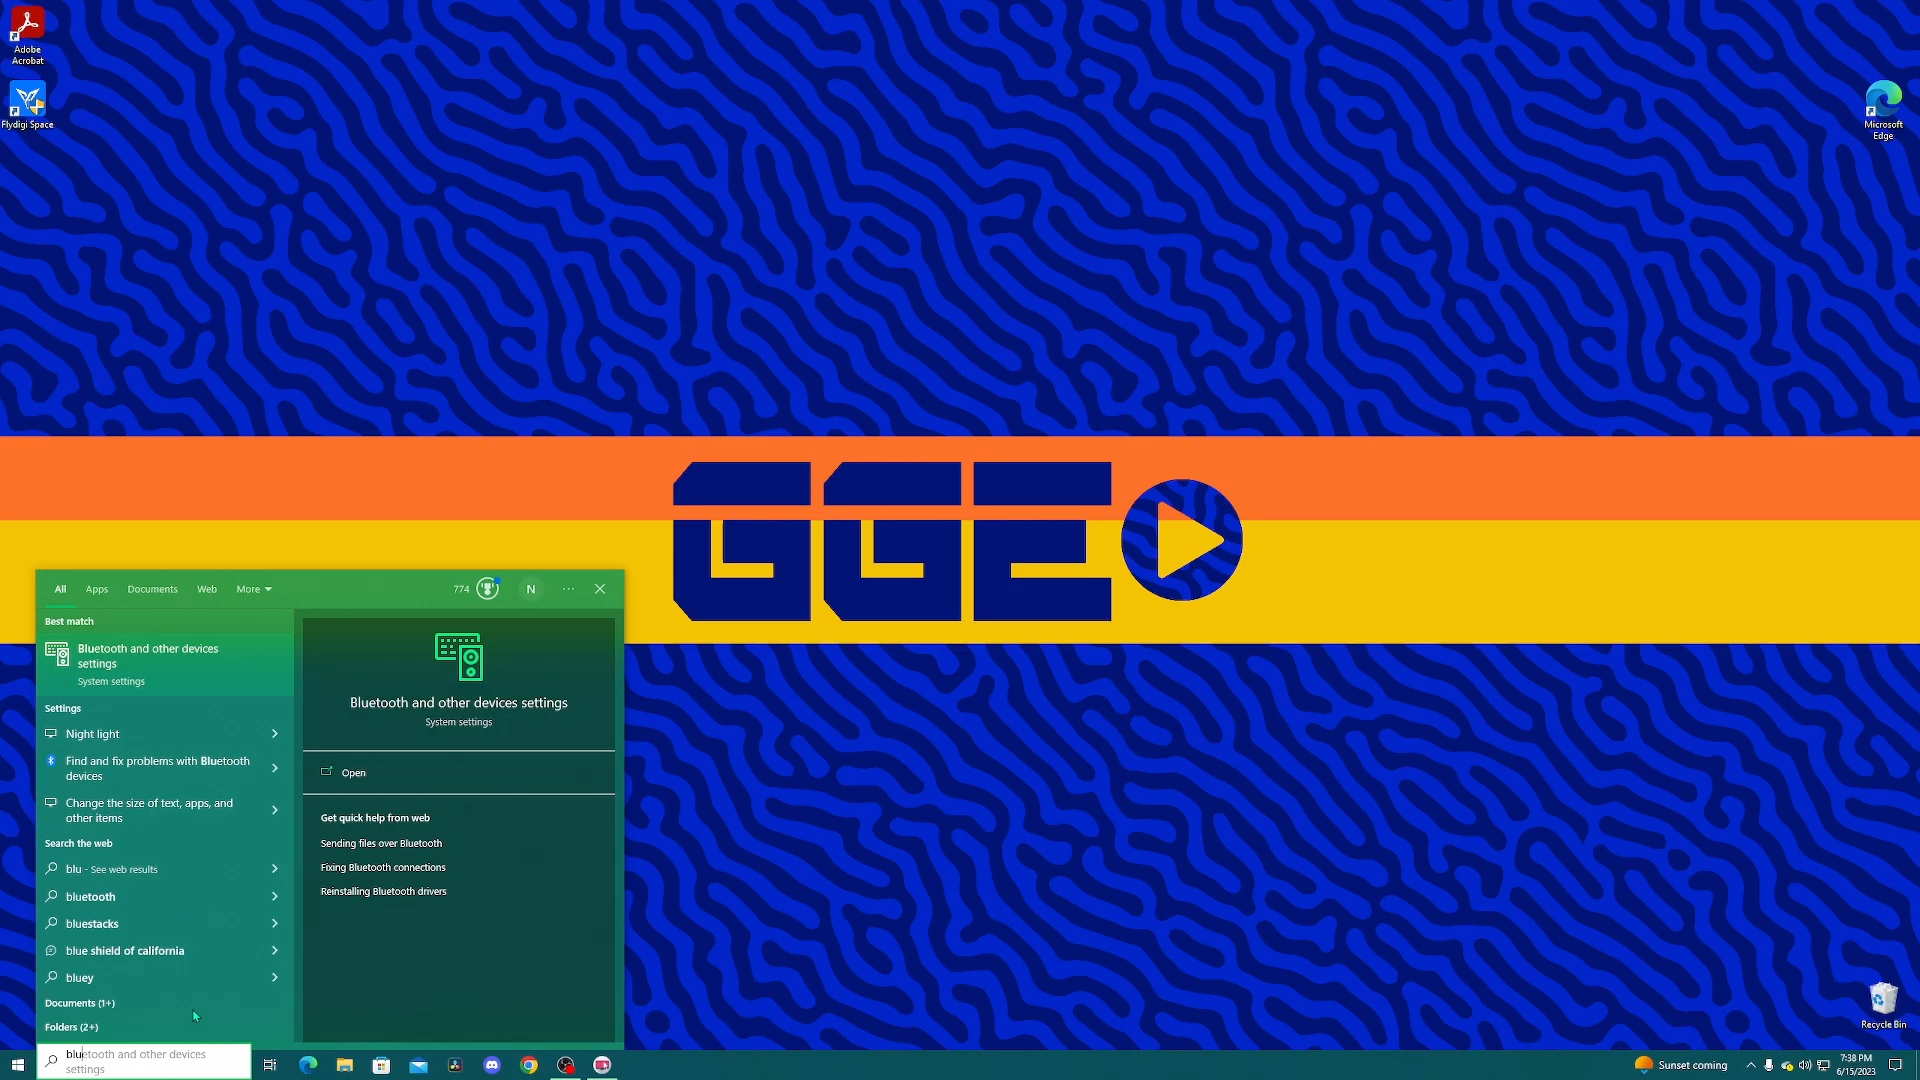 Adobe
Acrobat
Flydigi Space
Microsoft
Edge
GGE
All
Apps
Documents
Web
More
774
N
Best match
Bluetooth and other devices
settings
System settings
Settings
Night light
Find and fix problems with Bluetooth
devices
Change the size of text, apps, and
other items
Search the web
blu - See web results
bluetooth
bluestacks
blue shield of california
bluey
Documents (1+)
Folders (2+)
Bluetooth and other devices settings
System settings
Open
Get quick help from web
Sending files over Bluetooth
Fixing Bluetooth connections
Reinstalling Bluetooth drivers
Recycle Bin
bluetooth and other devices
settings
Sunset coming
7:38 PM
6/15/2023